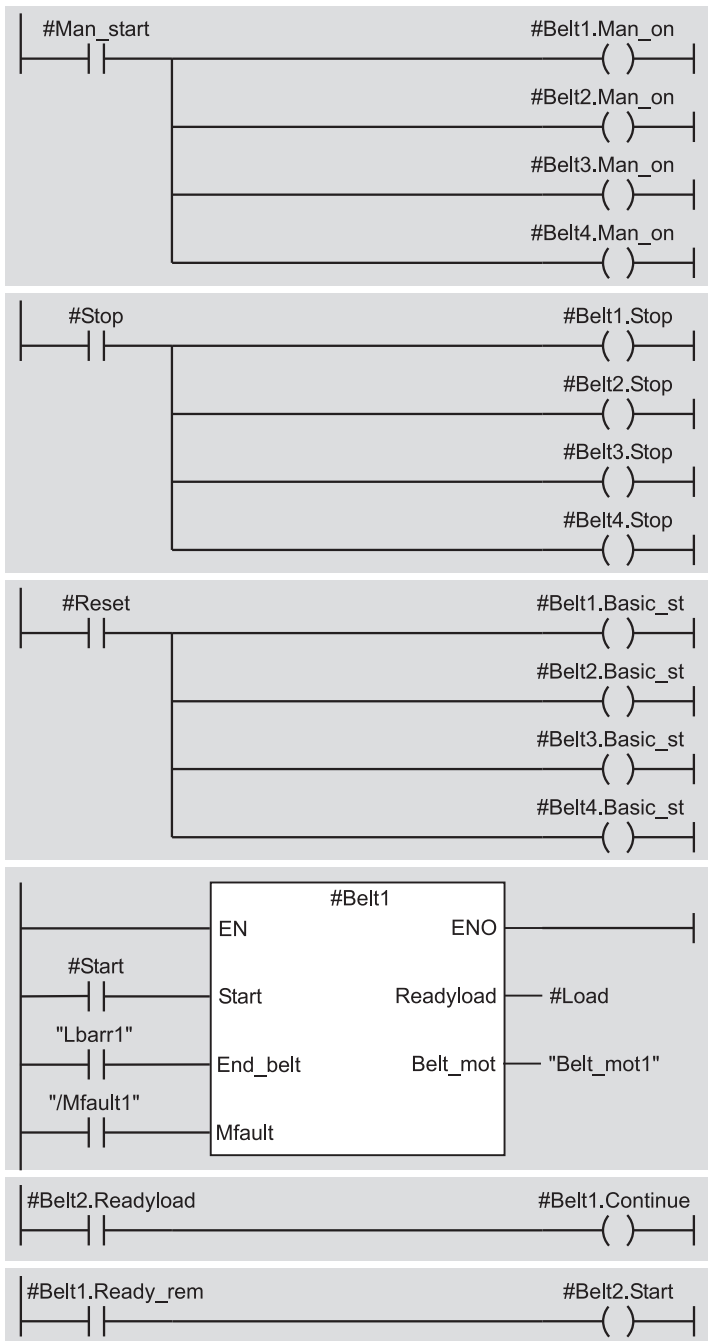 #Man_start #Belt1.Man_on
#Belt2.Man_on
#Belt3.Man_on
#Belt4.Man_on
#Stop #Belt1.Stop
#Belt2.Stop
#Belt3.Stop
#Belt4.Stop
#Reset #Belt1.Basic_st
#Belt2.Basic_st
#Belt3.Basic_st
#Belt4.Basic_st
#Belt1
EN ENO
#Start
Start Readyload #Load
"Lbarr1"
End_belt Belt_mot "Belt_mot1"
"/Mfault1"
Mfault
#Belt2.Readyload #Belt1.Continue
#Belt1.Ready_rem #Belt2.Start